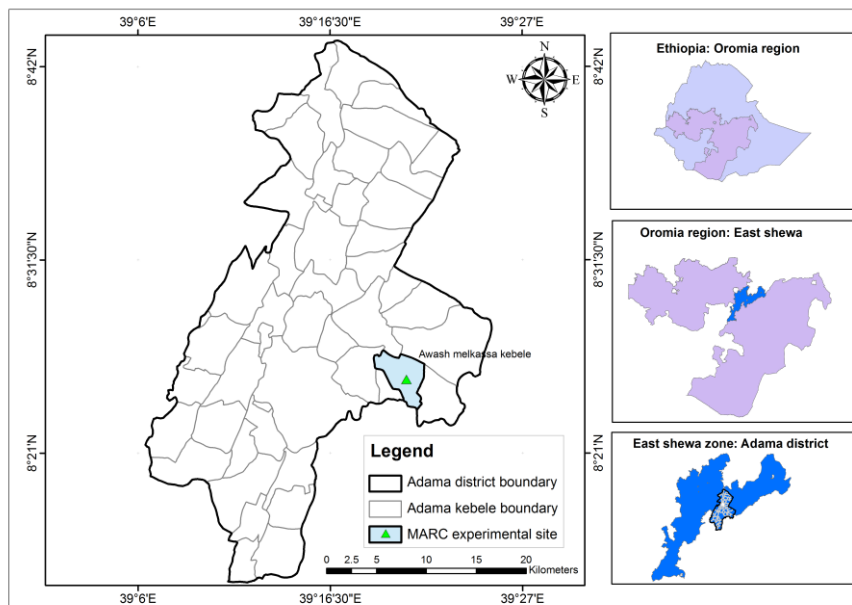 39°6'E
39°16'30"E
39°27'E
8°42'N
8°42'N
N
W
E
S
8°31'30"N
8°31'30"N
Awash melkassa kebele
8°21'N
8°21'N
Legend
Adama district boundary
Adama kebele boundary
MARC experimental site
0 2.5 5 10 15 20
Kilometers
39°6'E
39°16'30"E
39°27'E
Ethiopia: Oromia region
Oromia region: East shewa
East shewa zone: Adama district